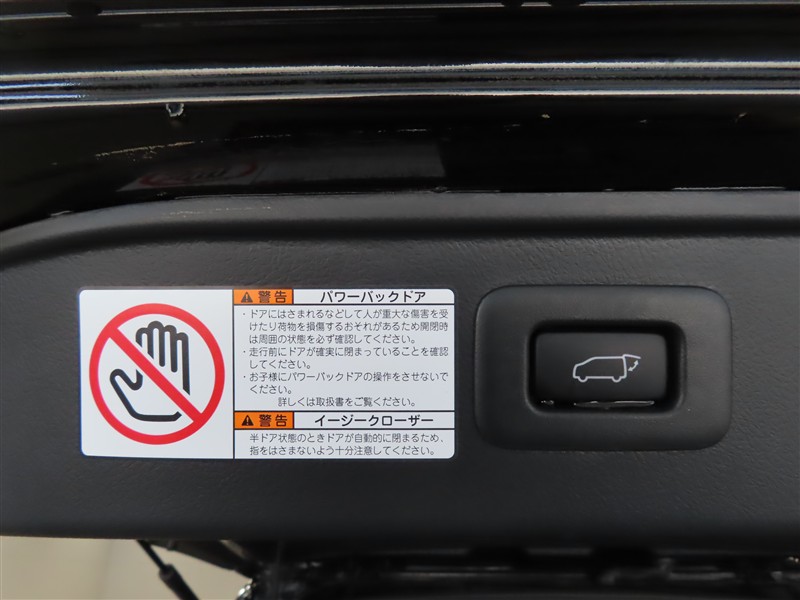 警告 パワーバックドア
・ドアにはさまれるなどして人が重大な傷害を受
けたり荷物を損傷するおそれがあるため開閉時
は周囲の状態を必ず確認してください。
・走行前にドアが確実に閉まっていることを確認
してください。
・お子様にパワーバックドアの操作をさせないで
ください。
詳しくは取扱書をご覧ください。
警告 イージークローザー
半ドア状態のときドアが自動的に閉まるため、
指をはさまないよう十分注意してください。